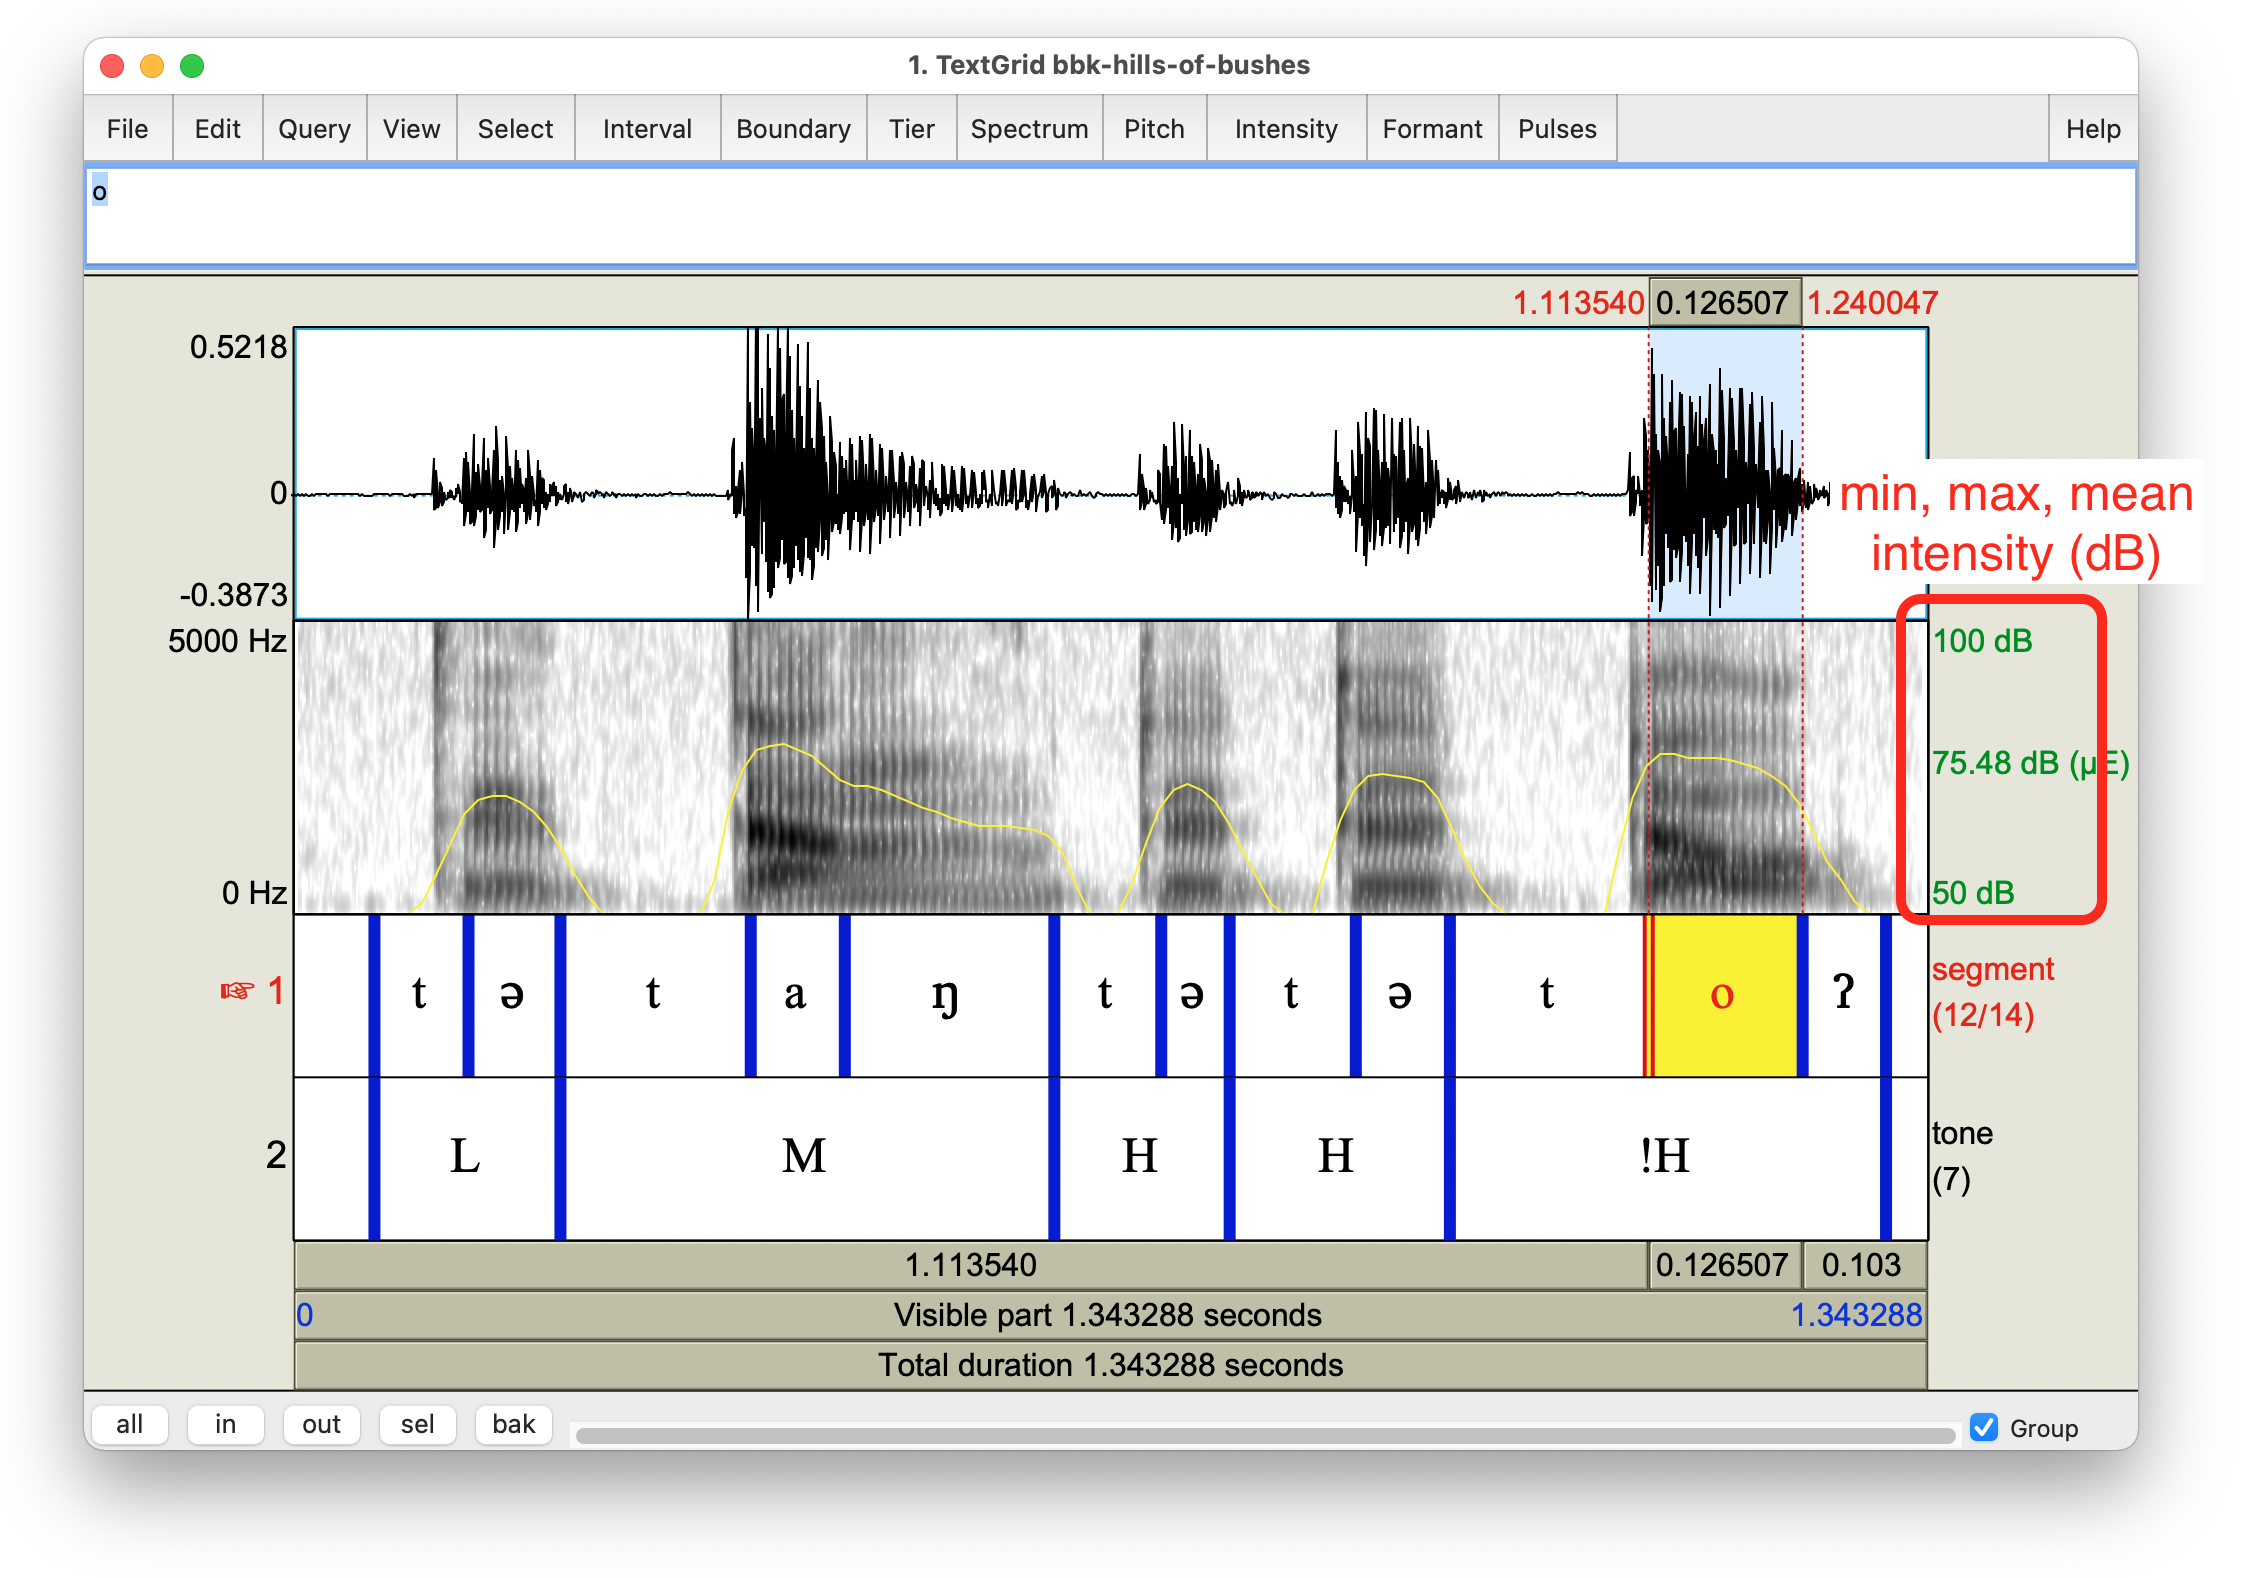 1. TextGrid bbk-hills-of-bushes
File Edit Query View Select Interval Boundary Tier Spectrum Pitch Intensity Formant Pulses Help
o
1.113540 0.126507 1.240047
0.5218
0
-0.3873
min, max, mean
intensity (dB)
5000 Hz
0 Hz
100 dB
75.48 dB (µE)
50 dB
☞ 1
t ə t a ŋ t ə t ə t o ʔ
segment
(12/14)
2
L M H H !H
tone
(7)
1.113540 0.126507 0.103
0 Visible part 1.343288 seconds 1.343288
Total duration 1.343288 seconds
all in out sel bak Group